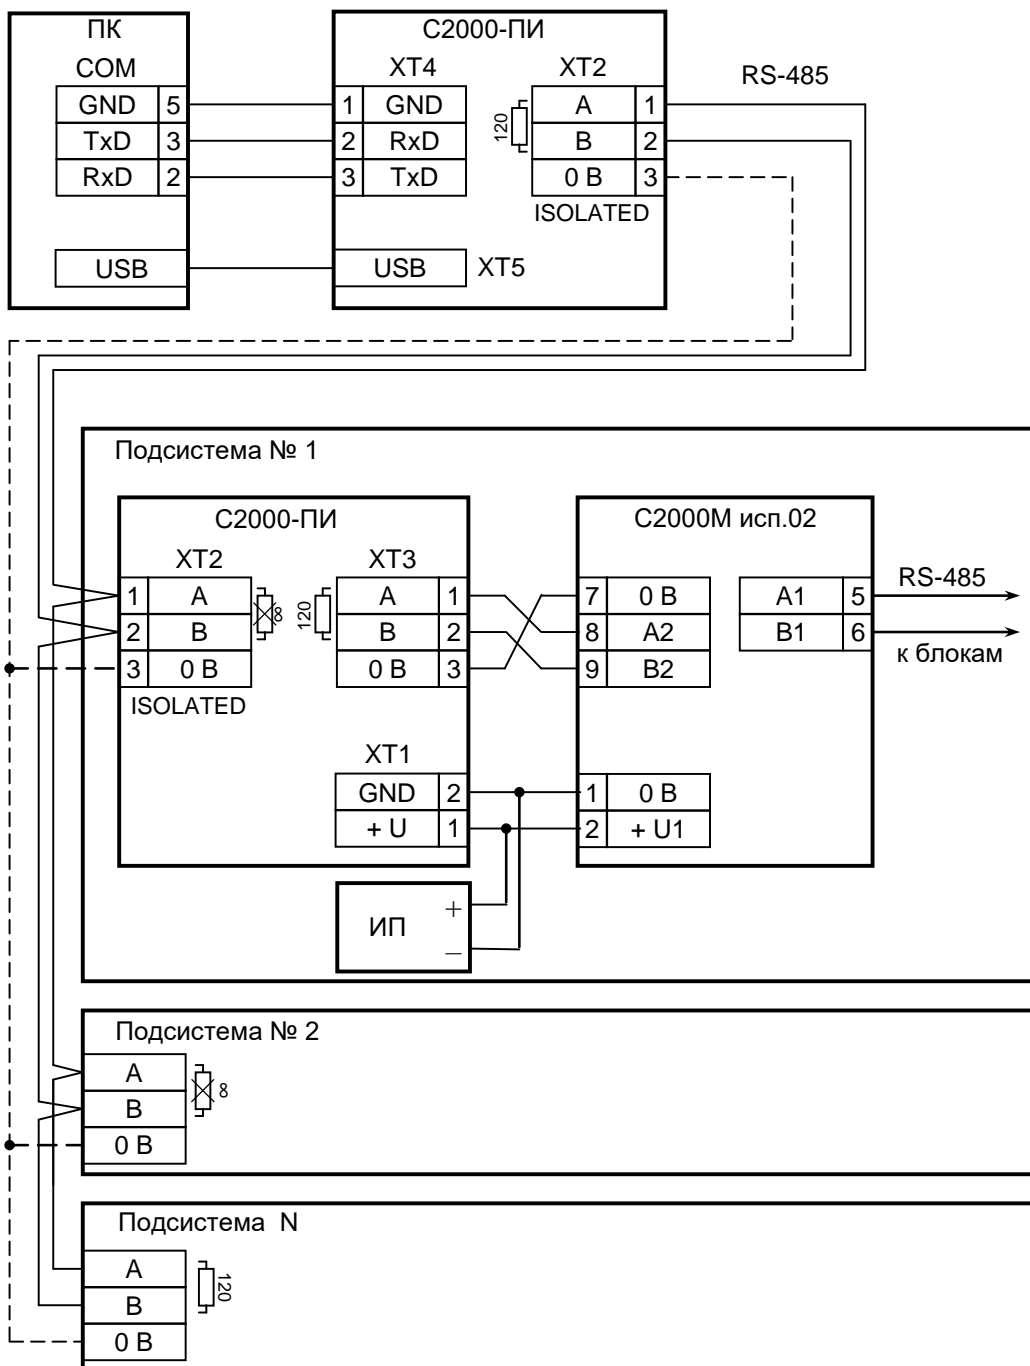 ПК
COM
GND 5
TxD 3
RxD 2
USB
С2000-ПИ
XT4
1 GND
2 RxD
3 TxD
USB XT5
120
XT2
A 1
B 2
0 В 3
ISOLATED
RS-485
Подсистема № 1
С2000-ПИ
XT2
1 A
2 B
3 0 В
ISOLATED
∞
120
XT3
A 1
B 2
0 В 3
XT1
GND 2
+ U 1
ИП
+
–
С2000М исп.02
7 0 В
8 A2
9 B2
1 0 В
2 + U1
A1 5
B1 6
RS-485
к блокам
Подсистема № 2
A
B
0 В
∞
Подсистема N
A
B
0 В
120